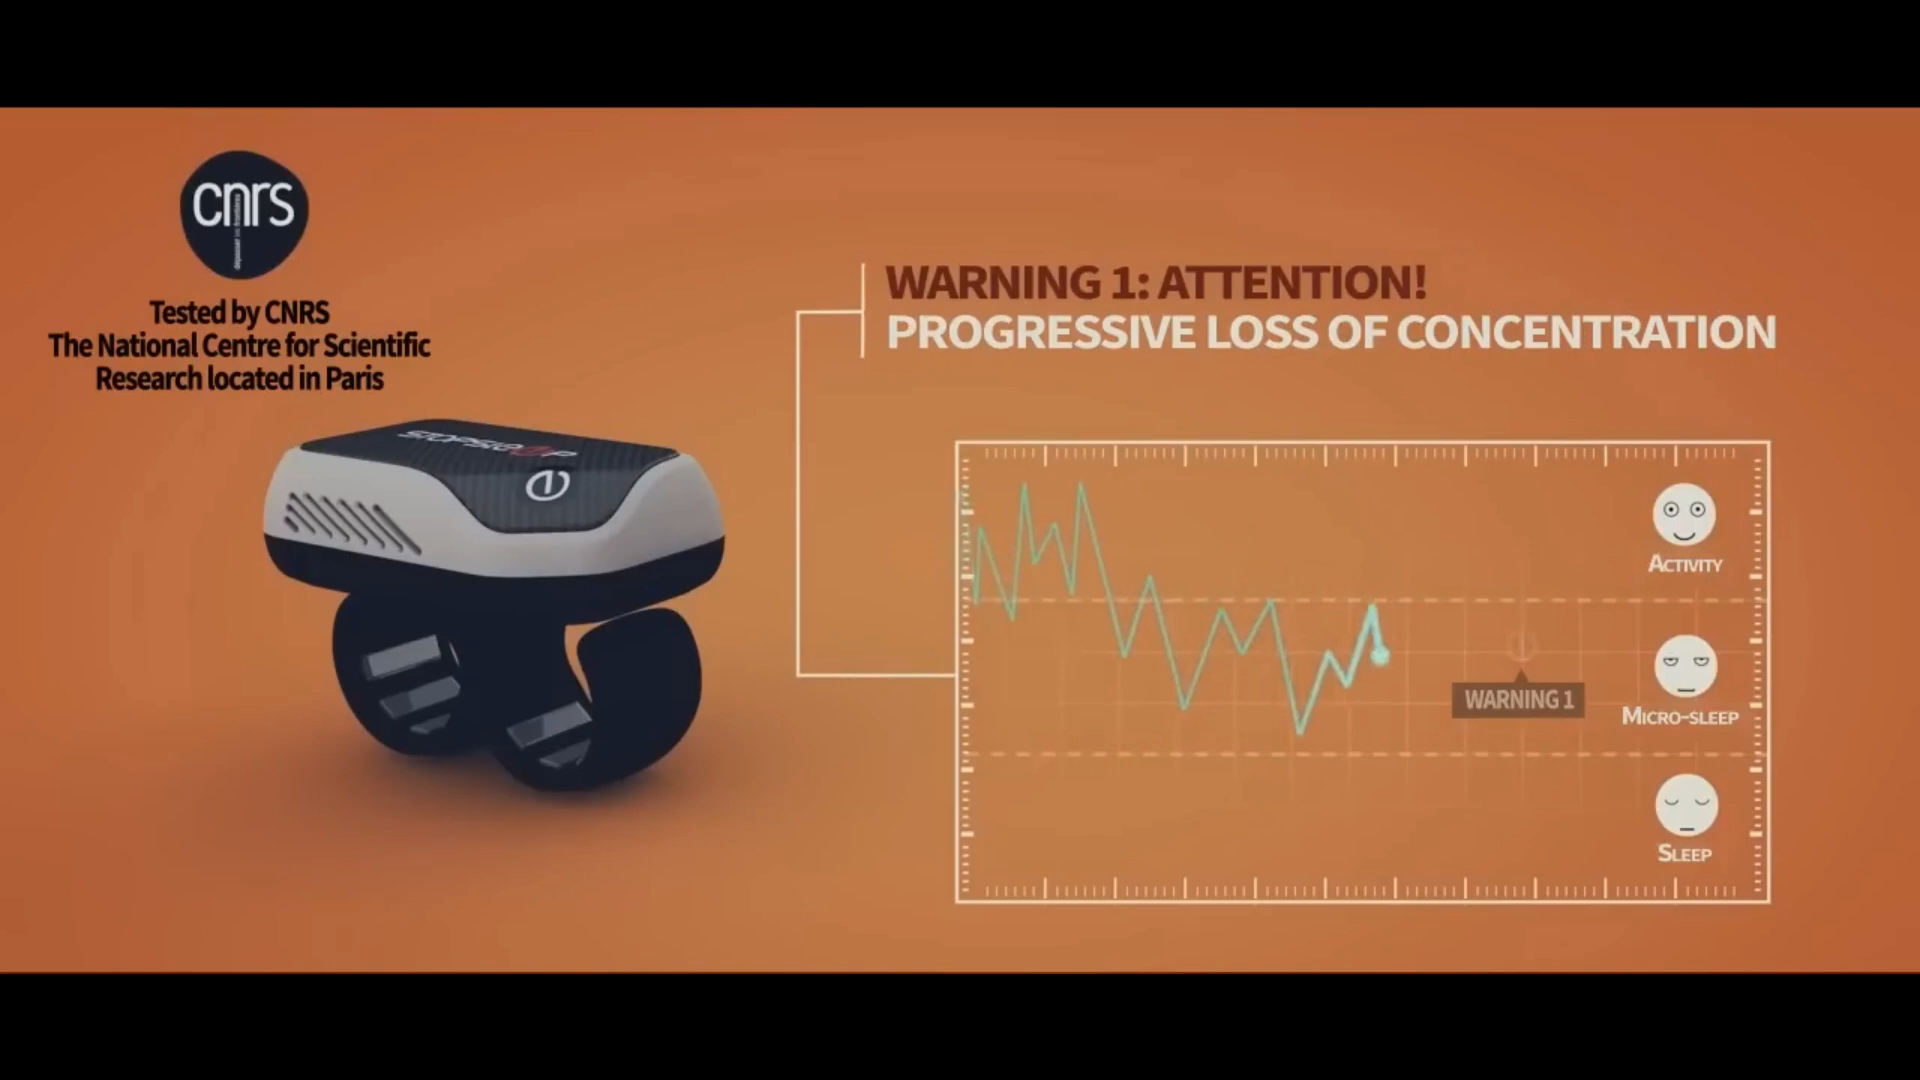 cnrs
Tested by CNRS
The National Centre for Scientific
Research located in Paris
STOPSLEEP
WARNING 1: ATTENTION!
PROGRESSIVE LOSS OF CONCENTRATION
ACTIVITY
WARNING 1
MICRO-SLEEP
SLEEP